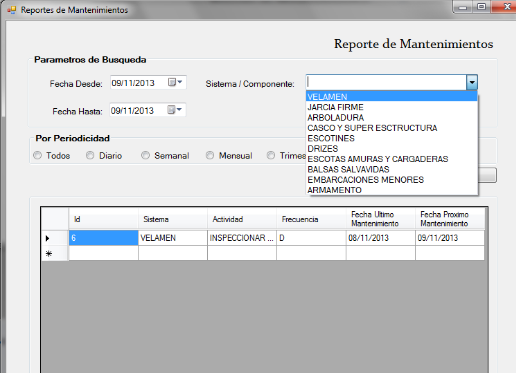 Reportes de Mantenimientos
Reporte de Mantenimientos
Parametros de Busqueda
Fecha Desde: 09/11/2013 Sistema / Componente:
Fecha Hasta: 09/11/2013
VELAMEN
JARCIA FIRME
ARBOLADURA
CASCO Y SUPER ESCTRUCTURA
ESCOTINES
DRIZES
ESCOTAS AMURAS Y CARGADERAS
BALSAS SALVAVIDAS
EMBARCACIONES MENORES
ARMAMENTO
Por Periodicidad
Todos Diario Semanal Mensual Trimes
Id Sistema Actividad Frecuencia Fecha Ultimo Mantenimiento Fecha Proximo Mantenimiento
6 VELAMEN INSPECCIONAR ... D 08/11/2013 09/11/2013